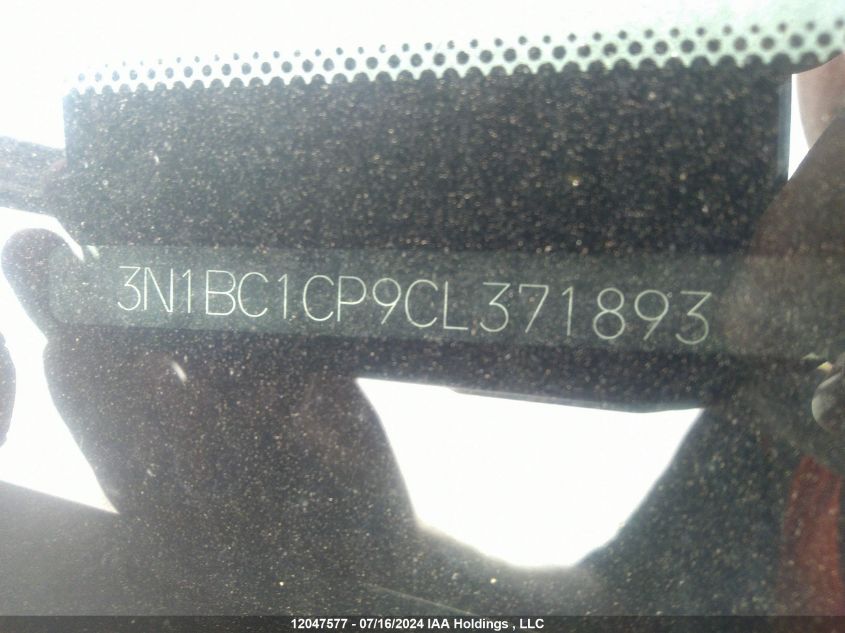 3N1BC1CP9CL371893
12047577 - 07/16/2024 IAA Holdings , LLC